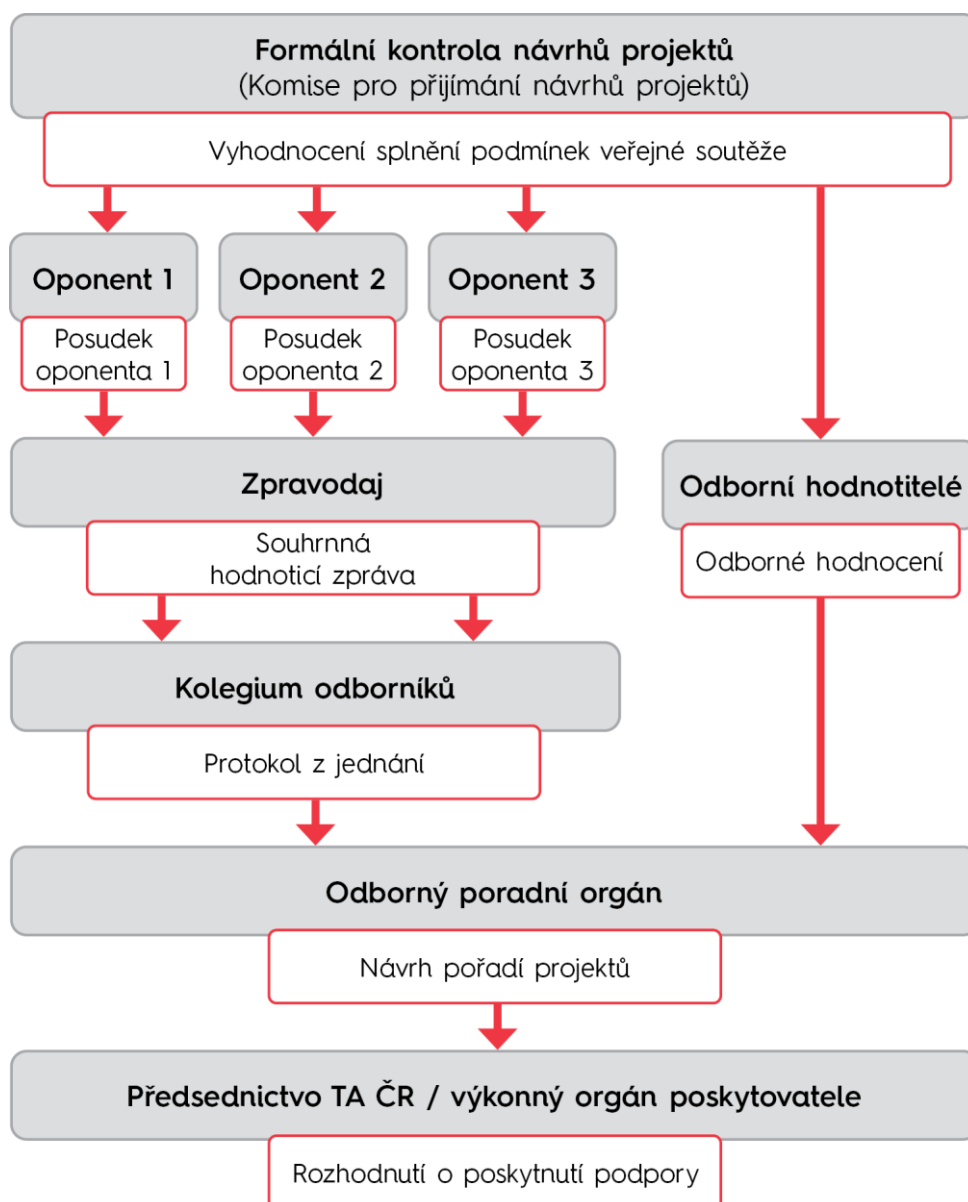 Formální kontrola návrhů projektů
(Komise pro přijímání návrhů projektů)
Vyhodnocení splnění podmínek veřejné soutěže
Oponent 1
Oponent 2
Oponent 3
Posudek
oponenta 1
Posudek
oponenta 2
Posudek
oponenta 3
Zpravodaj
Odborní hodnotitelé
Souhrnná
hodnoticí zpráva
Odborné hodnocení
Kolegium odborníků
Protokol z jednání
Odborný poradní orgán
Návrh pořadí projektů
Předsednictvo TA ČR / výkonný orgán poskytovatele
Rozhodnutí o poskytnutí podpory